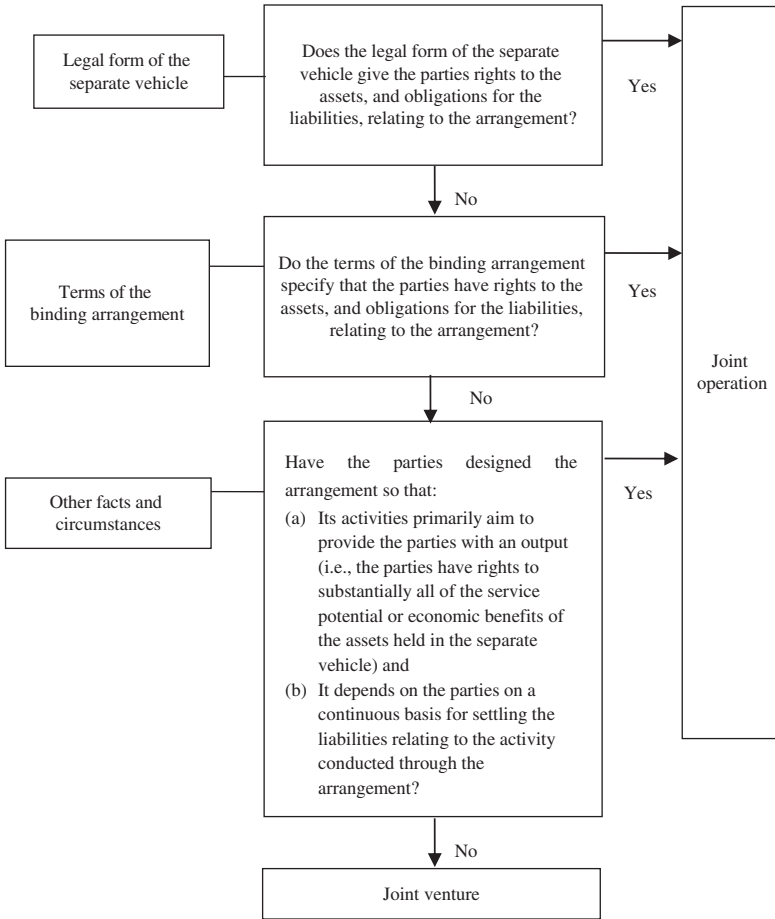 Legal form of the
separate vehicle
Does the legal form of the separate
vehicle give the parties rights to the
assets, and obligations for the
liabilities, relating to the arrangement?
Yes
No
Terms of the
binding arrangement
Do the terms of the binding arrangement
specify that the parties have rights to the
assets, and obligations for the liabilities,
relating to the arrangement?
Yes
Joint
operation
No
Other facts and
circumstances
Have the parties designed the
arrangement so that:
(a) Its activities primarily aim to
provide the parties with an output
(i.e., the parties have rights to
substantially all of the service
potential or economic benefits of
the assets held in the separate
vehicle) and
(b) It depends on the parties on a
continuous basis for settling the
liabilities relating to the activity
conducted through the
arrangement?
Yes
No
Joint venture